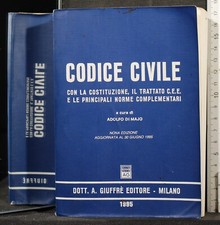 CODICE CIVILE
CON LA COSTITUZIONE, IL TRATTATO C.E.E.
E LE PRINCIPALI NORME COMPLEMENTARI
a cura di
ADOLFO DI MAJO
NONA EDIZIONE
AGGIORNATA AL 30 GIUGNO 1995
DOTT. A. GIUFFRÈ EDITORE - MILANO
1995
CODICE CIVILE
GIUFFRÈ